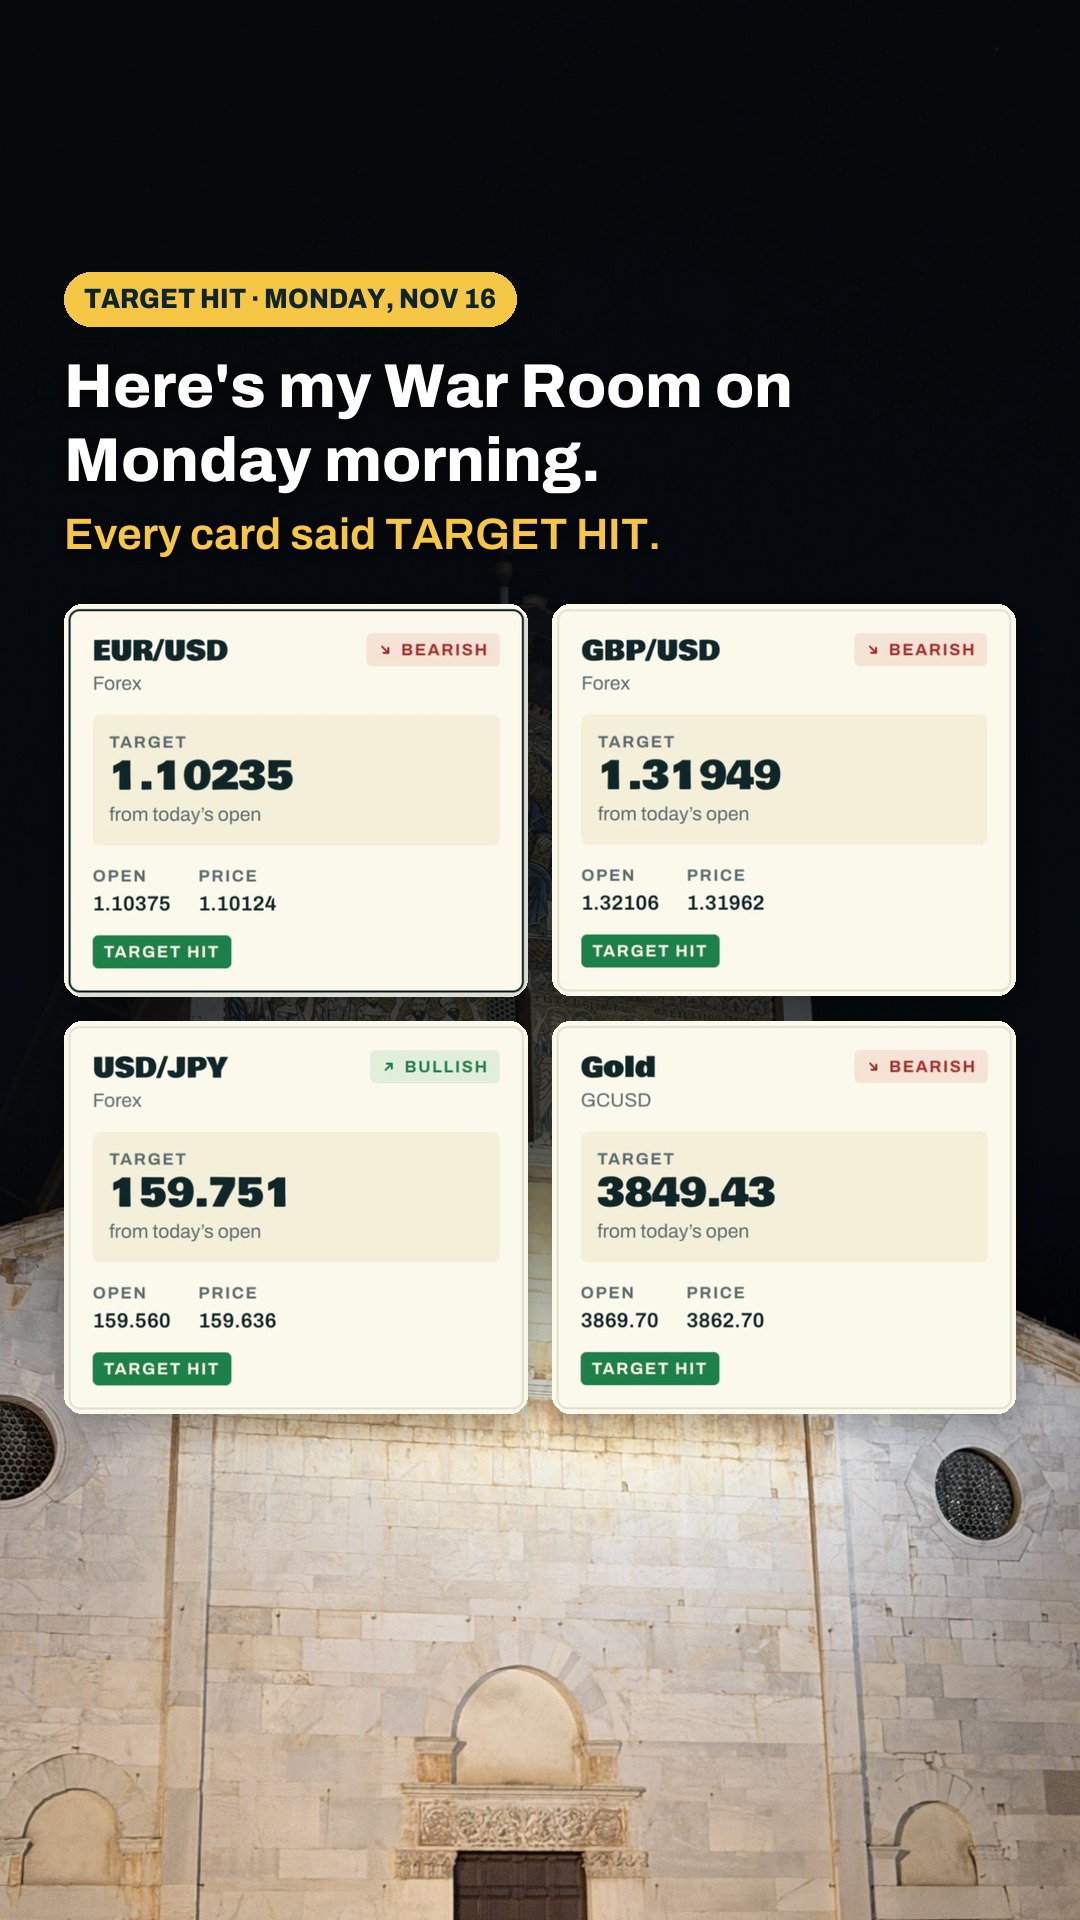 TARGET HIT · MONDAY, NOV 16
Here's my War Room on
Monday morning.
Every card said TARGET HIT.
EUR/USD
↘ BEARISH
Forex
TARGET
1.10235
from today’s open
OPEN PRICE
1.10375 1.10124
TARGET HIT
GBP/USD
↘ BEARISH
Forex
TARGET
1.31949
from today’s open
OPEN PRICE
1.32106 1.31962
TARGET HIT
USD/JPY
↗ BULLISH
Forex
TARGET
159.751
from today’s open
OPEN PRICE
159.560 159.636
TARGET HIT
Gold
↘ BEARISH
GCUSD
TARGET
3849.43
from today’s open
OPEN PRICE
3869.70 3862.70
TARGET HIT